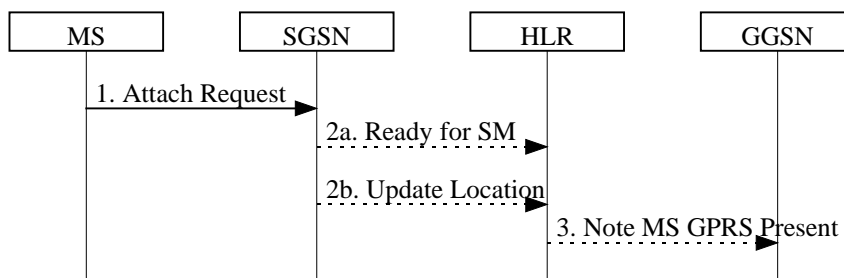 MS
SGSN
HLR
GGSN
1. Attach Request
2a. Ready for SM
2b. Update Location
3. Note MS GPRS Present